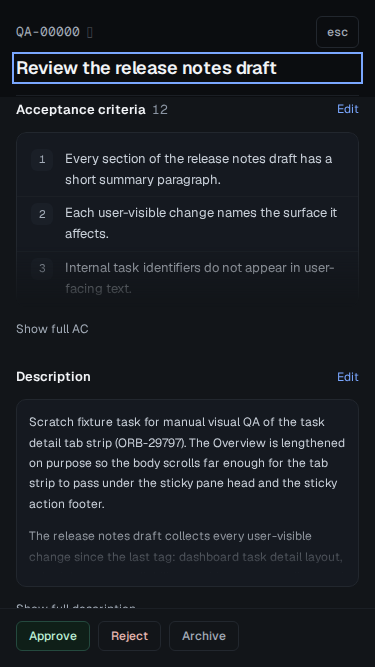 QA-00000
esc
Review the release notes draft
Acceptance criteria 12
Edit
1
Every section of the release notes draft has a
short summary paragraph.
2
Each user-visible change names the surface it
affects.
3
Internal task identifiers do not appear in user-
facing text.
Show full AC
Description
Edit
Scratch fixture task for manual visual QA of the task
detail tab strip (ORB-29797). The Overview is lengthened
on purpose so the body scrolls far enough for the tab
strip to pass under the sticky pane head and the sticky
action footer.
The release notes draft collects every user-visible
change since the last tag: dashboard task detail layout,
Show full description
Approve
Reject
Archive